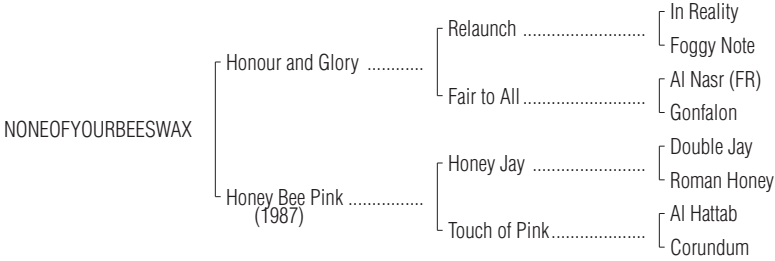 In Reality
Relaunch ..........................
Foggy Note
Honour and Glory ............
Al Nasr (FR)
Fair to All..........................
Gonfalon
NONEOFYOURBEESWAX
Double Jay
Honey Jay ........................
Roman Honey
Honey Bee Pink ................
(1987)
Al Hattab
Touch of Pink....................
Corundum